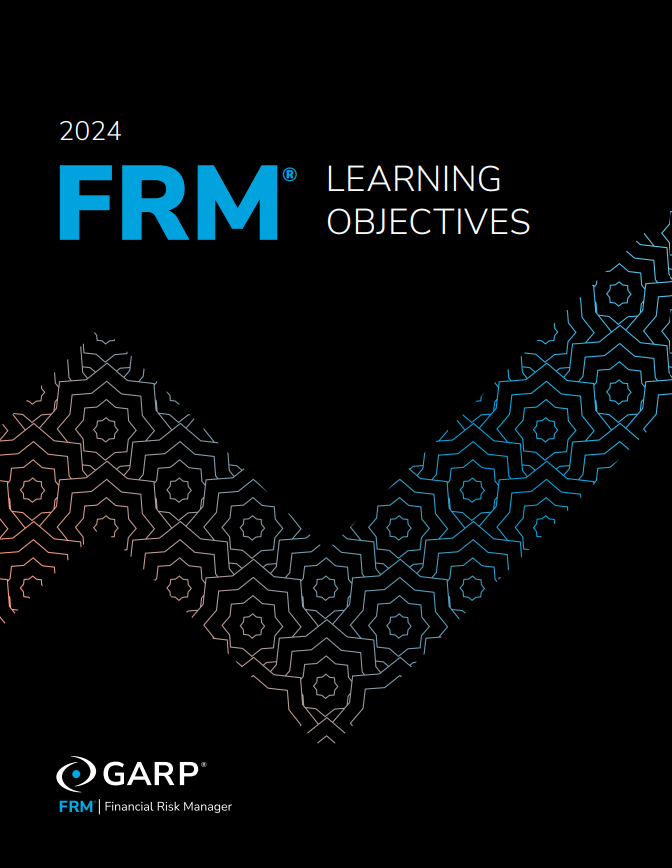 2024
FRM® LEARNING
OBJECTIVES
GARP®
FRM® | Financial Risk Manager